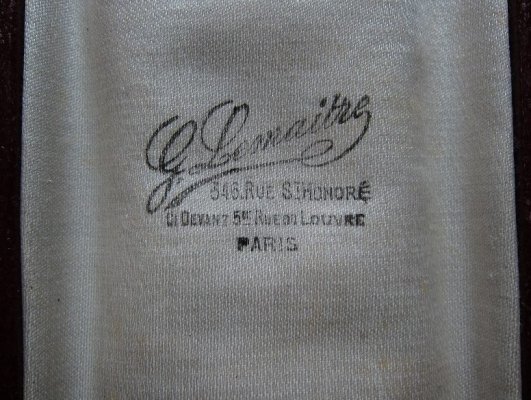 G. Lemaitre
346. RUE ST HONORÉ
CI DEVANT 5BIS RUE DU LOUVRE
PARIS